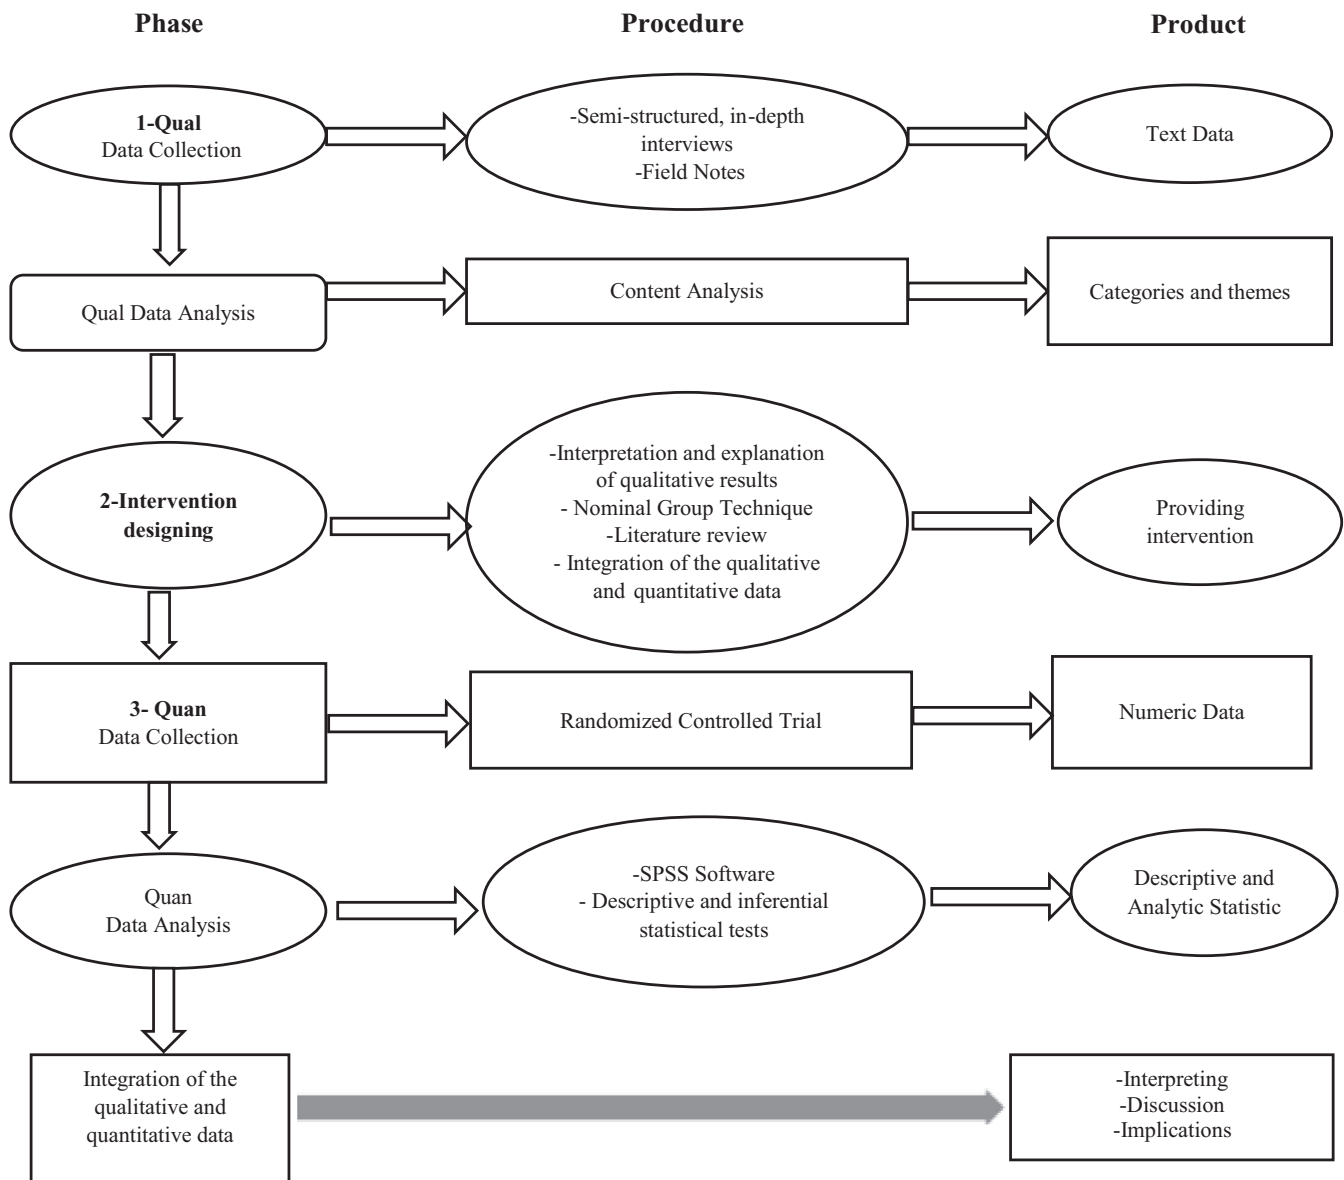 Phase
Procedure
Product
1-Qual
Data Collection
-Semi-structured, in-depth
interviews
-Field Notes
Text Data
Qual Data Analysis
Content Analysis
Categories and themes
2-Intervention
designing
-Interpretation and explanation
of qualitative results
- Nominal Group Technique
-Literature review
- Integration of the qualitative
and quantitative data
Providing
intervention
3- Quan
Data Collection
Randomized Controlled Trial
Numeric Data
Quan
Data Analysis
-SPSS Software
- Descriptive and inferential
statistical tests
Descriptive and
Analytic Statistic
Integration of the
qualitative and
quantitative data
-Interpreting
-Discussion
-Implications